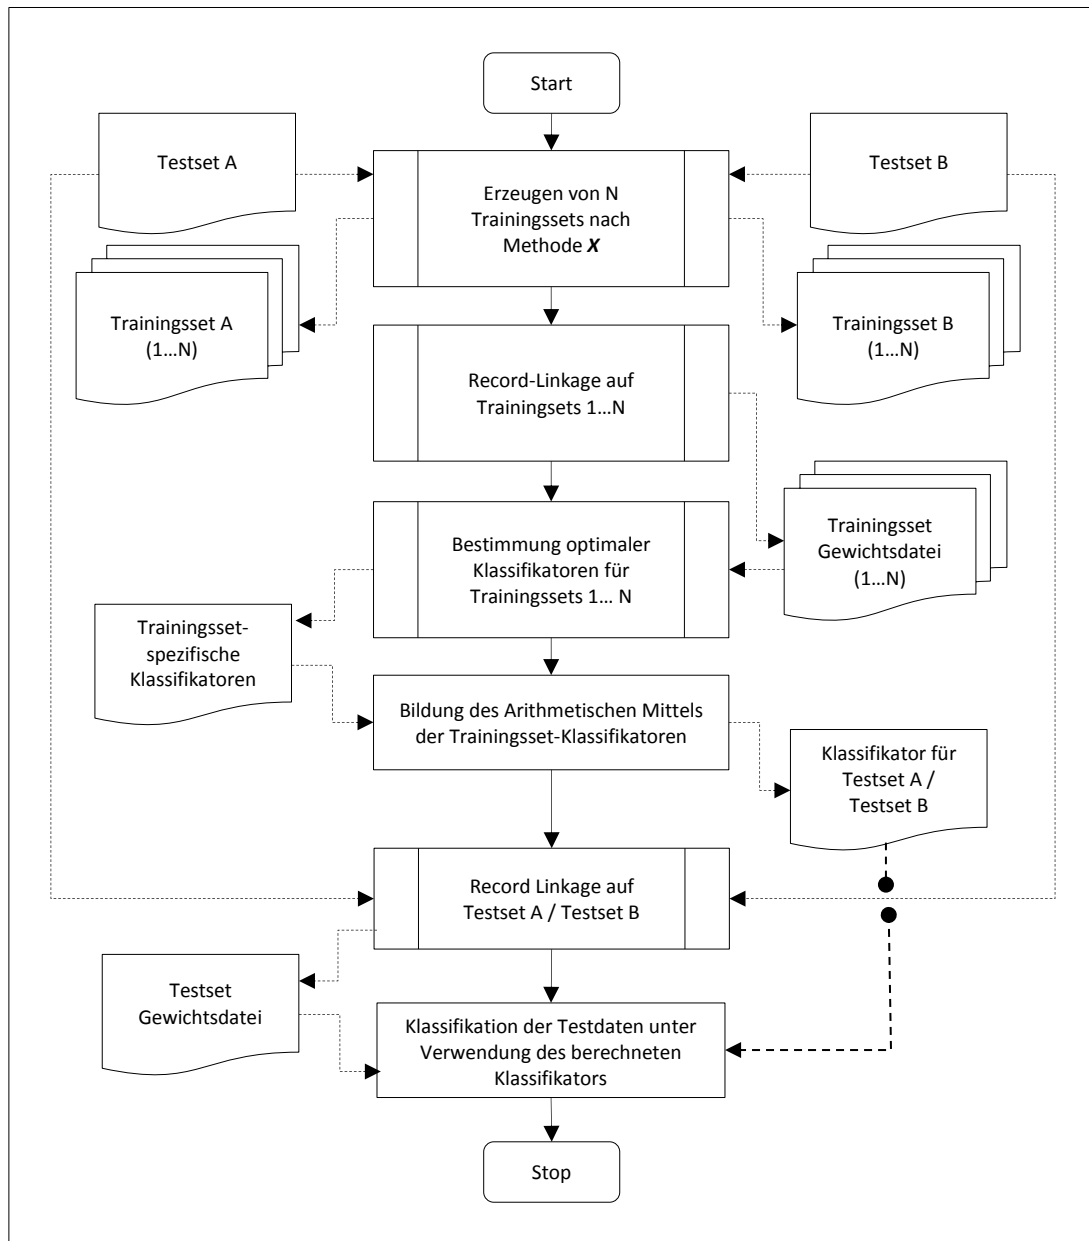 Start
Testset A
Testset B
Erzeugen von N
Trainingssets nach
Methode X
Trainingsset A
(1...N)
Trainingsset B
(1...N)
Record-Linkage auf
Trainingsets 1...N
Trainingsset
Gewichtsdatei
(1...N)
Bestimmung optimaler
Klassifikatoren für
Trainingssets 1... N
Trainingsset-
spezifische
Klassifikatoren
Bildung des Arithmetischen Mittels
der Trainingsset-Klassifikatoren
Klassifikator für
Testset A /
Testset B
Record Linkage auf
Testset A / Testset B
Testset
Gewichtsdatei
Klassifikation der Testdaten unter
Verwendung des berechneten
Klassifikators
Stop